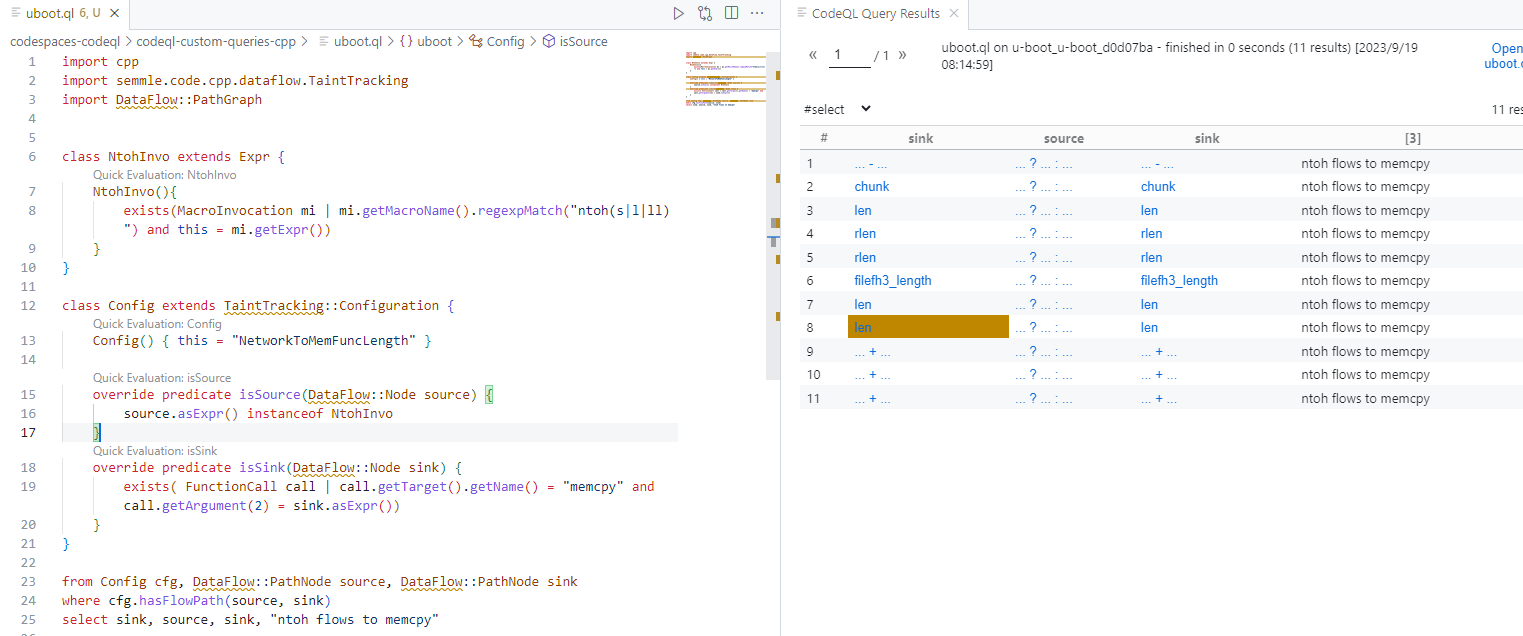 uboot.ql 6, U
codespaces-codeql > codeql-custom-queries-cpp > uboot.ql > {} uboot > Config > isSource
1 import cpp
2 import semmle.code.cpp.dataflow.TaintTracking
3 import DataFlow::PathGraph
4
5
6 class NtohInvo extends Expr {
Quick Evaluation: NtohInvo
7 NtohInvo(){
8 exists(MacroInvocation mi | mi.getMacroName().regexpMatch("ntoh(s|l|ll)
") and this = mi.getExpr())
9 }
10 }
11
12 class Config extends TaintTracking::Configuration {
Quick Evaluation: Config
13 Config() { this = "NetworkToMemFuncLength" }
14
Quick Evaluation: isSource
15 override predicate isSource(DataFlow::Node source) {
16 source.asExpr() instanceof NtohInvo
17 }
Quick Evaluation: isSink
18 override predicate isSink(DataFlow::Node sink) {
19 exists( FunctionCall call | call.getTarget().getName() = "memcpy" and
call.getArgument(2) = sink.asExpr())
20 }
21 }
22
23 from Config cfg, DataFlow::PathNode source, DataFlow::PathNode sink
24 where cfg.hasFlowPath(source, sink)
25 select sink, source, sink, "ntoh flows to memcpy"
CodeQL Query Results
« 1 / 1 »
uboot.ql on u-boot_u-boot_d0d07ba - finished in 0 seconds (11 results) [2023/9/19
08:14:59]
Open
uboot.
#select
11 res
# sink source sink [3]
1 ... - ... ... ? ... : ... ... - ... ntoh flows to memcpy
2 chunk ... ? ... : ... chunk ntoh flows to memcpy
3 len ... ? ... : ... len ntoh flows to memcpy
4 rlen ... ? ... : ... rlen ntoh flows to memcpy
5 rlen ... ? ... : ... rlen ntoh flows to memcpy
6 filefh3_length ... ? ... : ... filefh3_length ntoh flows to memcpy
7 len ... ? ... : ... len ntoh flows to memcpy
8 len ... ? ... : ... len ntoh flows to memcpy
9 ... + ... ... ? ... : ... ... + ... ntoh flows to memcpy
10 ... + ... ... ? ... : ... ... + ... ntoh flows to memcpy
11 ... + ... ... ? ... : ... ... + ... ntoh flows to memcpy